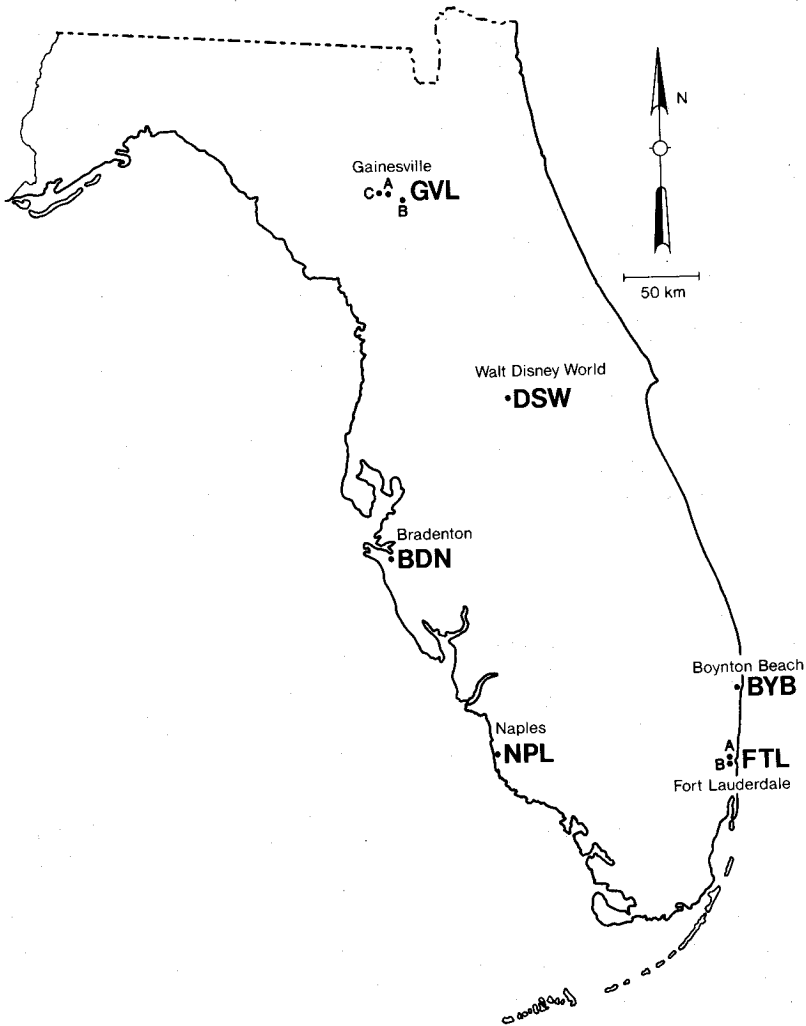 N
Gainesville
A
C
GVL
B
50 km
Walt Disney World
DSW
Bradenton
BDN
Boynton Beach
BYB
Naples
NPL
A
B
FTL
Fort Lauderdale